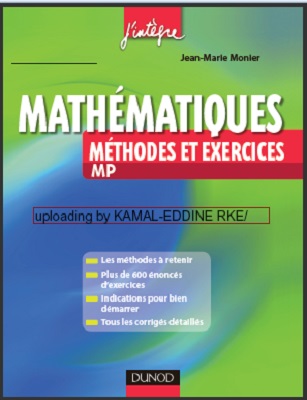 j'intègre
Jean-Marie Monier
MATHÉMATIQUES
MÉTHODES ET EXERCICES
MP
uploading by KAMAL-EDDINE RKE/
Les méthodes à retenir
Plus de 600 énoncés
d'exercices
Indications pour bien
démarrer
Tous les corrigés détaillés
DUNOD